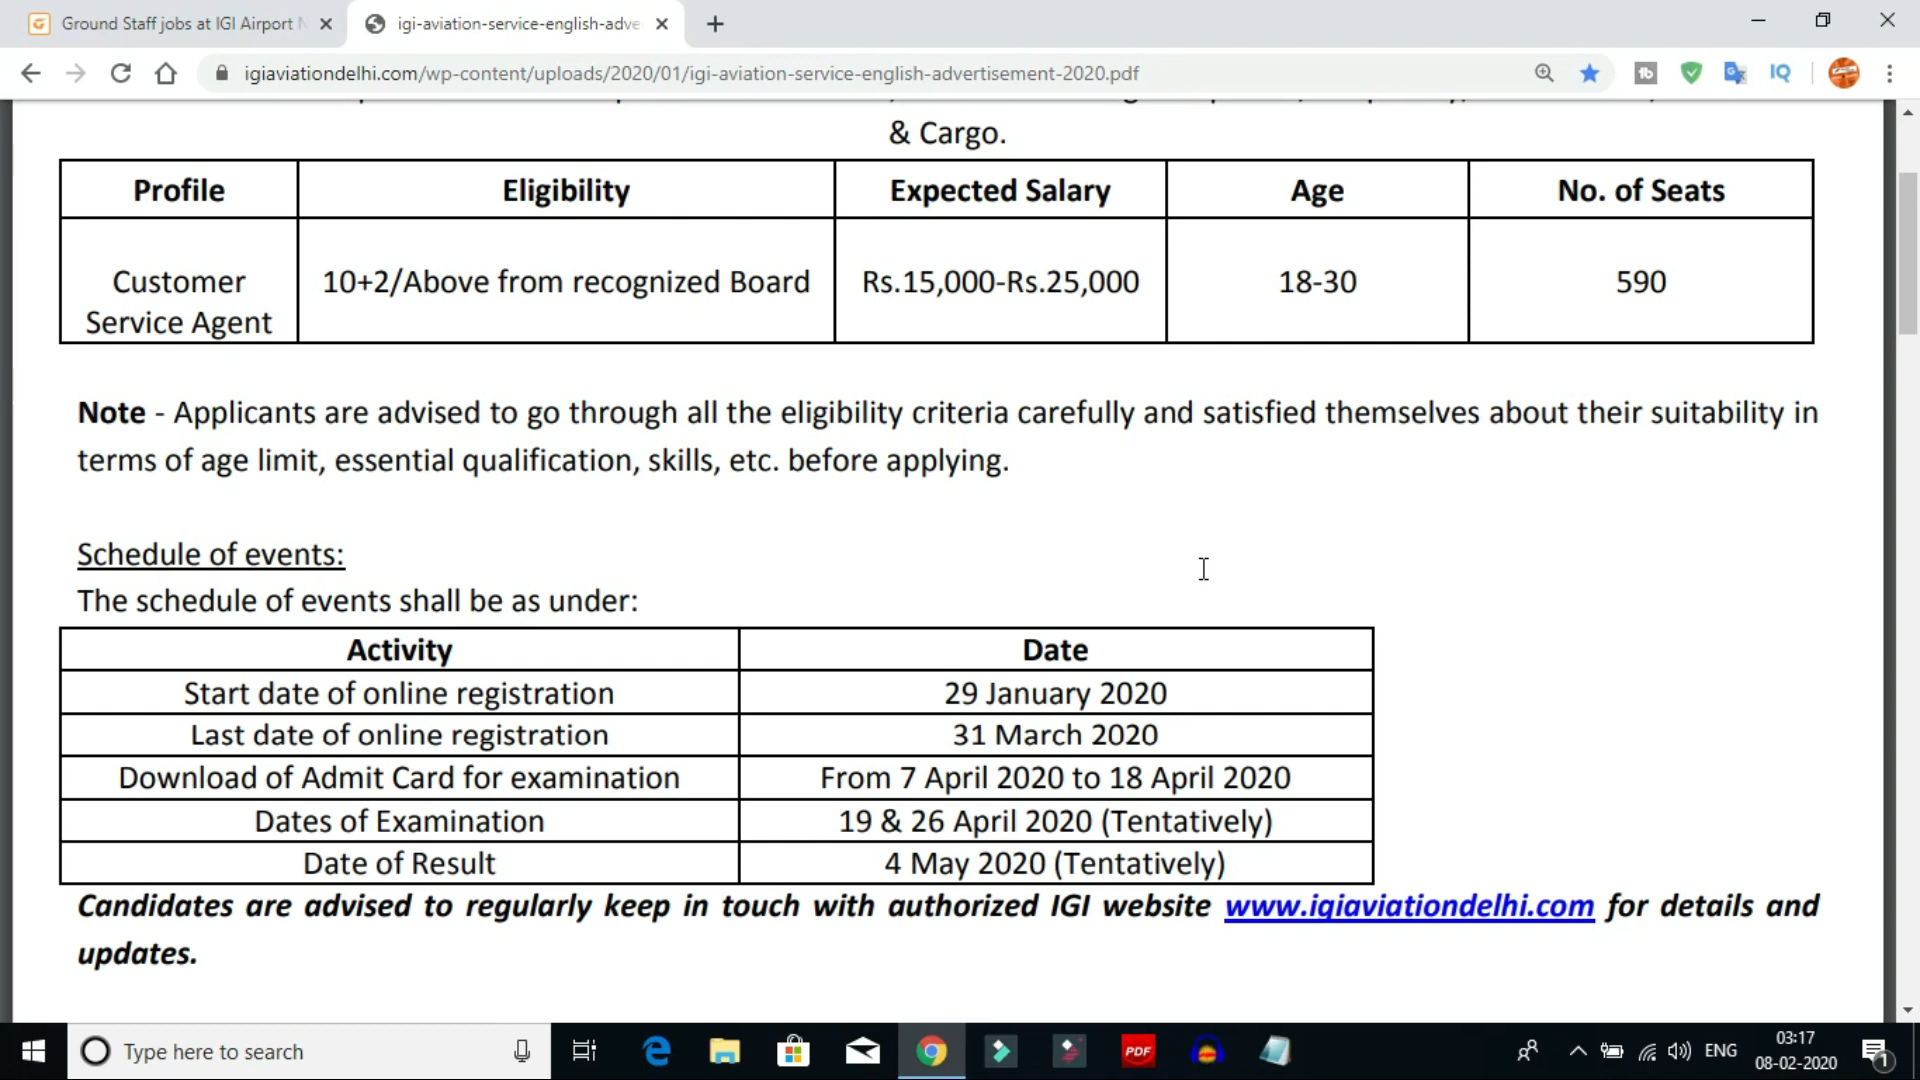 Ground Staff jobs at IGI Airport
igi-aviation-service-english-adve
igiaviationdelhi.com/wp-content/uploads/2020/01/igi-aviation-service-english-advertisement-2020.pdf
& Cargo.
Profile Eligibility Expected Salary Age No. of Seats
Customer Service Agent 10+2/Above from recognized Board Rs.15,000-Rs.25,000 18-30 590
Note - Applicants are advised to go through all the eligibility criteria carefully and satisfied themselves about their suitability in
terms of age limit, essential qualification, skills, etc. before applying.
Schedule of events:
The schedule of events shall be as under:
Activity Date
Start date of online registration 29 January 2020
Last date of online registration 31 March 2020
Download of Admit Card for examination From 7 April 2020 to 18 April 2020
Dates of Examination 19 & 26 April 2020 (Tentatively)
Date of Result 4 May 2020 (Tentatively)
Candidates are advised to regularly keep in touch with authorized IGI website www.igiaviationdelhi.com for details and
updates.
Type here to search
PDF
ENG
03:17
08-02-2020
1